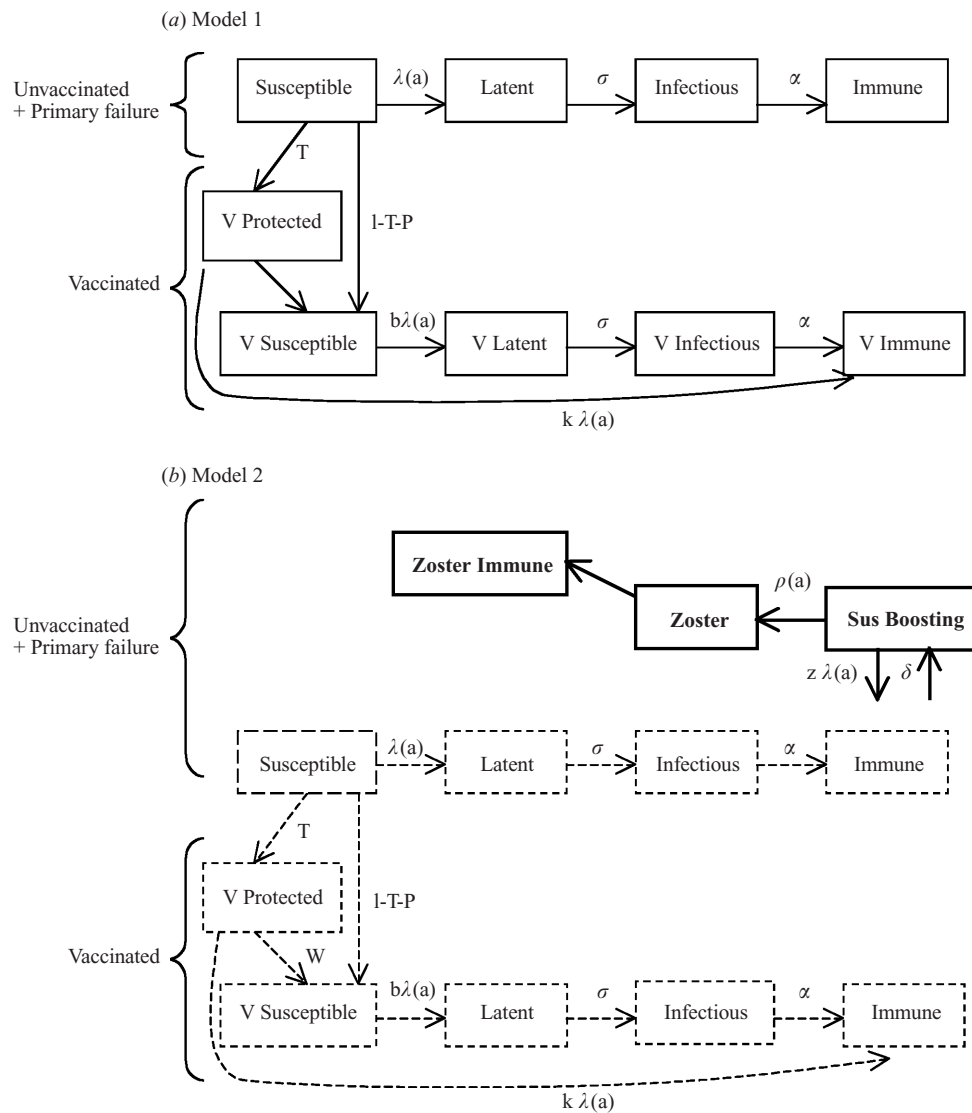 (a) Model 1
Unvaccinated
+ Primary failure
Susceptible
λ(a)
Latent
σ
Infectious
α
Immune
T
V Protected
l-T-P
Vaccinated
V Susceptible
bλ(a)
V Latent
σ
V Infectious
α
V Immune
k λ(a)
(b) Model 2
Unvaccinated
+ Primary failure
Zoster Immune
ρ(a)
Zoster
Sus Boosting
z λ(a)
δ
Susceptible
λ(a)
Latent
σ
Infectious
α
Immune
T
V Protected
l-T-P
Vaccinated
W
V Susceptible
bλ(a)
Latent
σ
Infectious
α
Immune
k λ(a)